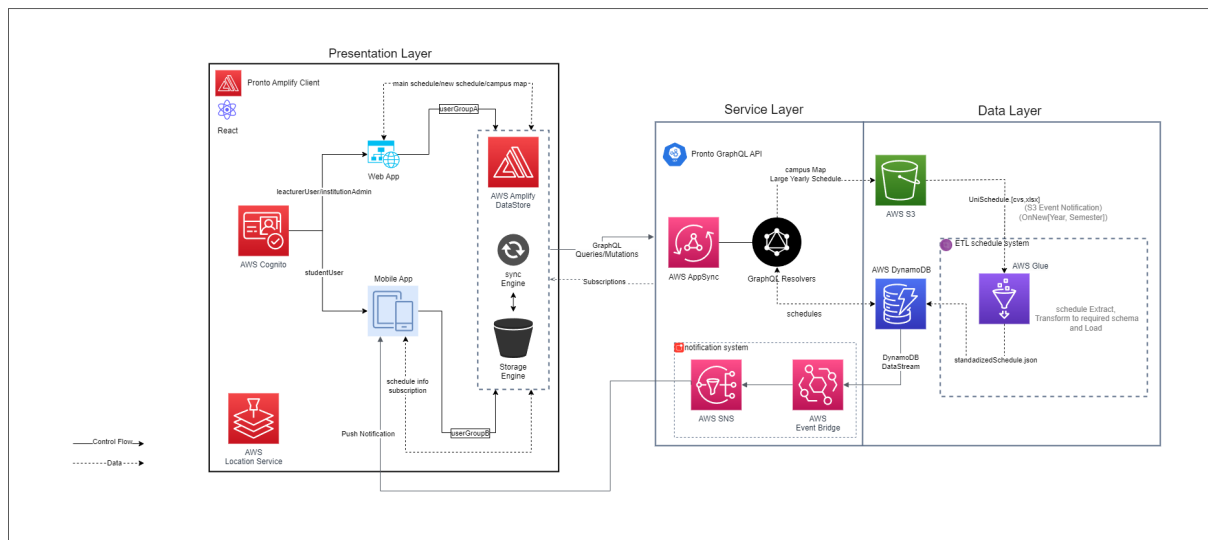 Presentation Layer
Pronto Amplify Client
React
main schedule/new schedule/campus map
userGroupA
Web App
leacturerUser/institutionAdmin
AWS Amplify
DataStore
AWS Cognito
sync
Engine
studentUser
Mobile App
Storage
Engine
schedule info
subscription
userGroupB
Push Notification
AWS
Location Service
Control Flow
Data
GraphQL
Queries/Mutations
Subscriptions
Service Layer
Pronto GraphQL API
campus Map
Large Yearly Schedule
AWS AppSync
GraphQL Resolvers
schedules
notification system
AWS SNS
AWS
Event Bridge
Data Layer
AWS S3
UniSchedule.[cvs,xlsx]
(S3 Event Notification)
(OnNew[Year, Semester])
ETL schedule system
AWS DynamoDB
AWS Glue
schedule Extract,
Transform to required schema
and Load
DynamoDB
DataStream
standadizedSchedule.json